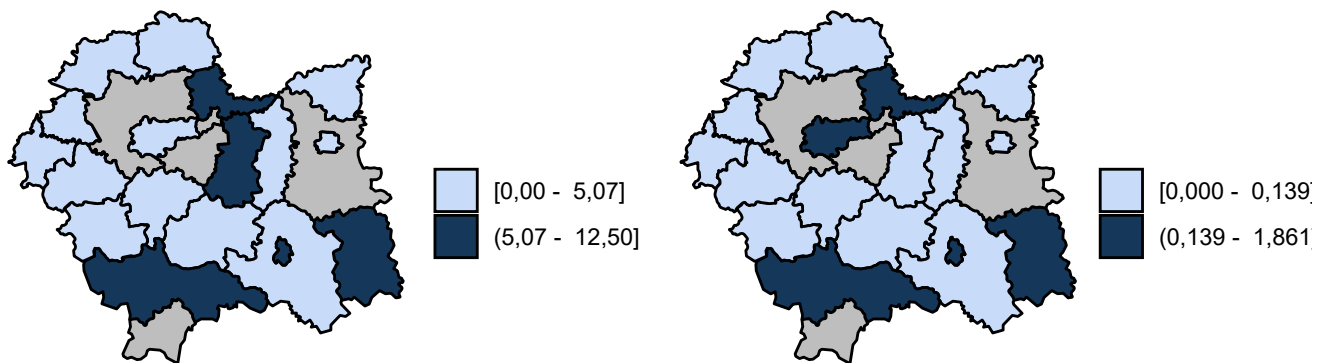 [0,00 - 5,07]
(5,07 - 12,50]
[0,000 - 0,139]
(0,139 - 1,861]